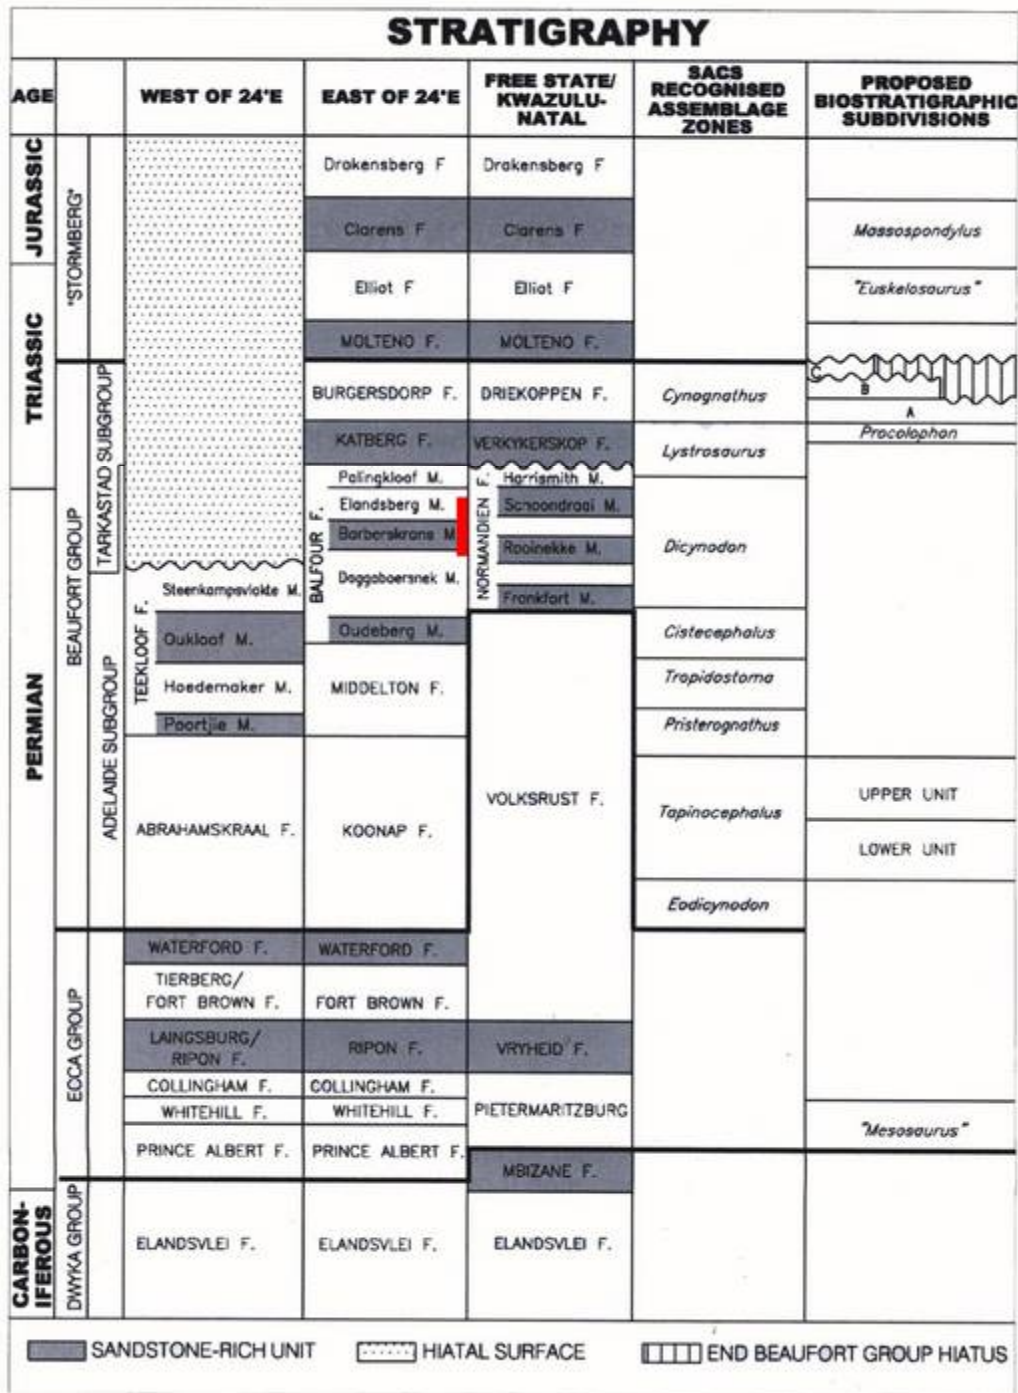 STRATIGRAPHY
AGE
WEST OF 24°E
EAST OF 24°E
FREE STATE/
KWAZULU-
NATAL
SACS
RECOGNISED
ASSEMBLAGE
ZONES
PROPOSED
BIOSTRATIGRAPHIC
SUBDIVISIONS
JURASSIC
TRIASSIC
PERMIAN
CARBON-
IFEROUS
"STORMBERG"
BEAUFORT GROUP
ECCA GROUP
DWYKA GROUP
TARKASTAD SUBGROUP
ADELAIDE SUBGROUP
TEEKLOOF F.
Steenkampsvlakte M.
Oukloof M.
Hoedemaker M.
Poortjie M.
ABRAHAMSKRAAL F.
WATERFORD F.
TIERBERG/
FORT BROWN F.
LAINGSBURG/
RIPON F.
COLLINGHAM F.
WHITEHILL F.
PRINCE ALBERT F.
ELANDSVLEI F.
Drakensberg F
Clarens F
Elliot F
MOLTENO F.
BURGERSDORP F.
KATBERG F.
BALFOUR F.
Palingkloof M.
Elandsberg M.
Barberskrans M
Daggaboersnek M.
Oudeberg M.
MIDDELTON F.
KOONAP F.
WATERFORD F.
FORT BROWN F.
RIPON F.
COLLINGHAM F.
WHITEHILL F.
PRINCE ALBERT F.
ELANDSVLEI F.
Drakensberg F
Clarens F
Elliot F
MOLTENO F.
DRIEKOPPEN F.
VERKYKERSKOP F.
NORMANDIEN F.
Harrismith M.
Schoondraai M.
Rooinekke M.
Frankfort M.
VOLKSRUST F.
VRYHEID F.
PIETERMARITZBURG
MBIZANE F.
ELANDSVLEI F.
Cynognathus
Lystrosaurus
Dicynodon
Cistecephalus
Tropidostoma
Pristerognathus
Tapinocephalus
Eodicynodon
Massospondylus
"Euskelosaurus"
C
B
A
Procolophon
UPPER UNIT
LOWER UNIT
"Mesosaurus"
SANDSTONE-RICH UNIT
HIATAL SURFACE
END BEAUFORT GROUP HIATUS